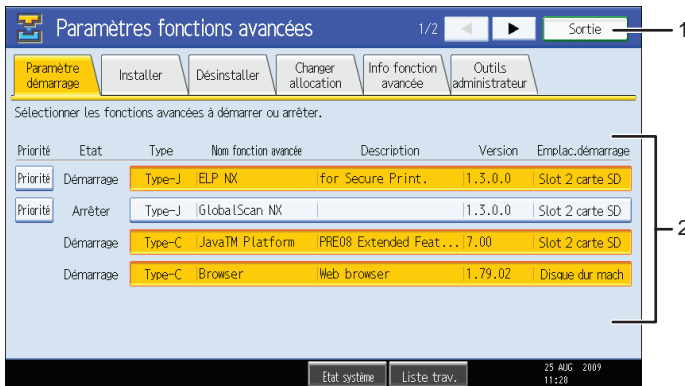 Paramètres fonctions avancées 1/2 Sortie 1
Paramètre démarrage Installer Désinstaller Changer allocation Info fonction avancée Outils administrateur
Sélectionner les fonctions avancées à démarrer ou arrêter.
Priorité Etat Type Nom fonction avancée Description Version Emplac.démarrage
Priorité Démarrage Type-J ELP NX for Secure Print. 1.3.0.0 Slot 2 carte SD
Priorité Arrêter Type-J GlobalScan NX 1.3.0.0 Slot 2 carte SD
2
Démarrage Type-C JavaTM Platform PRE08 Extended Feat... 7.00 Slot 2 carte SD
Démarrage Type-C Browser Web browser 1.79.02 Disque dur mach
Etat système Liste trav. 25 AUG 2009
11:28